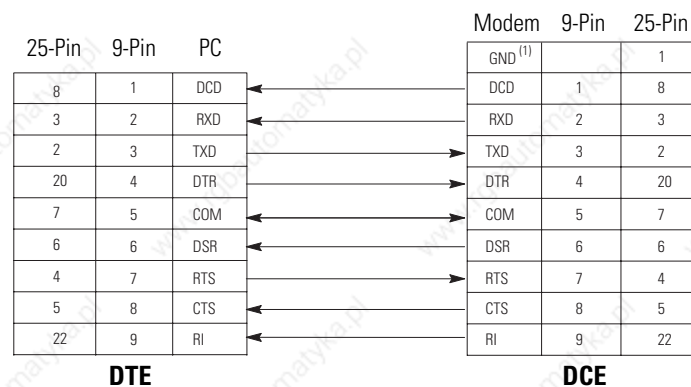 25-Pin 9-Pin PC
8 1 DCD
3 2 RXD
2 3 TXD
20 4 DTR
7 5 COM
6 6 DSR
4 7 RTS
5 8 CTS
22 9 RI
DTE
Modem 9-Pin 25-Pin
GND (1) 1
DCD 1 8
RXD 2 3
TXD 3 2
DTR 4 20
COM 5 7
DSR 6 6
RTS 7 4
CTS 8 5
RI 9 22
DCE